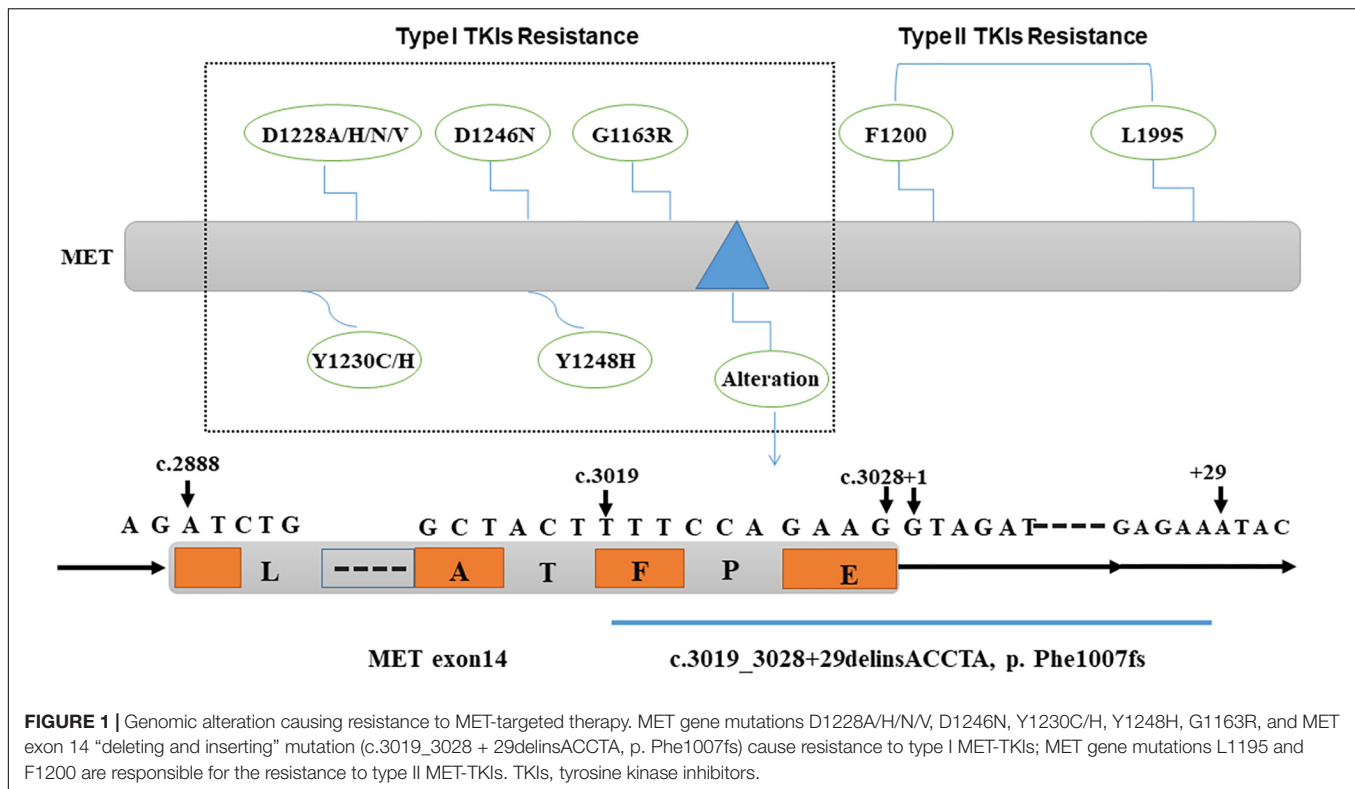 Type I TKIs Resistance
Type II TKIs Resistance
D1228A/H/N/V
D1246N
G1163R
F1200
L1995
MET
Y1230C/H
Y1248H
Alteration
c.2888
c.3019
c.3028+1
+29
A G A T C T G
G C T A C T T T T C C A G A A G G T A G A T ---- G A G A A A T A C
L ---- A T F P E
MET exon14
c.3019_3028+29delinsACCTA, p. Phe1007fs
FIGURE 1 | Genomic alteration causing resistance to MET-targeted therapy. MET gene mutations D1228A/H/N/V, D1246N, Y1230C/H, Y1248H, G1163R, and MET
exon 14 “deleting and inserting” mutation (c.3019_3028 + 29delinsACCTA, p. Phe1007fs) cause resistance to type I MET-TKIs; MET gene mutations L1195 and
F1200 are responsible for the resistance to type II MET-TKIs. TKIs, tyrosine kinase inhibitors.